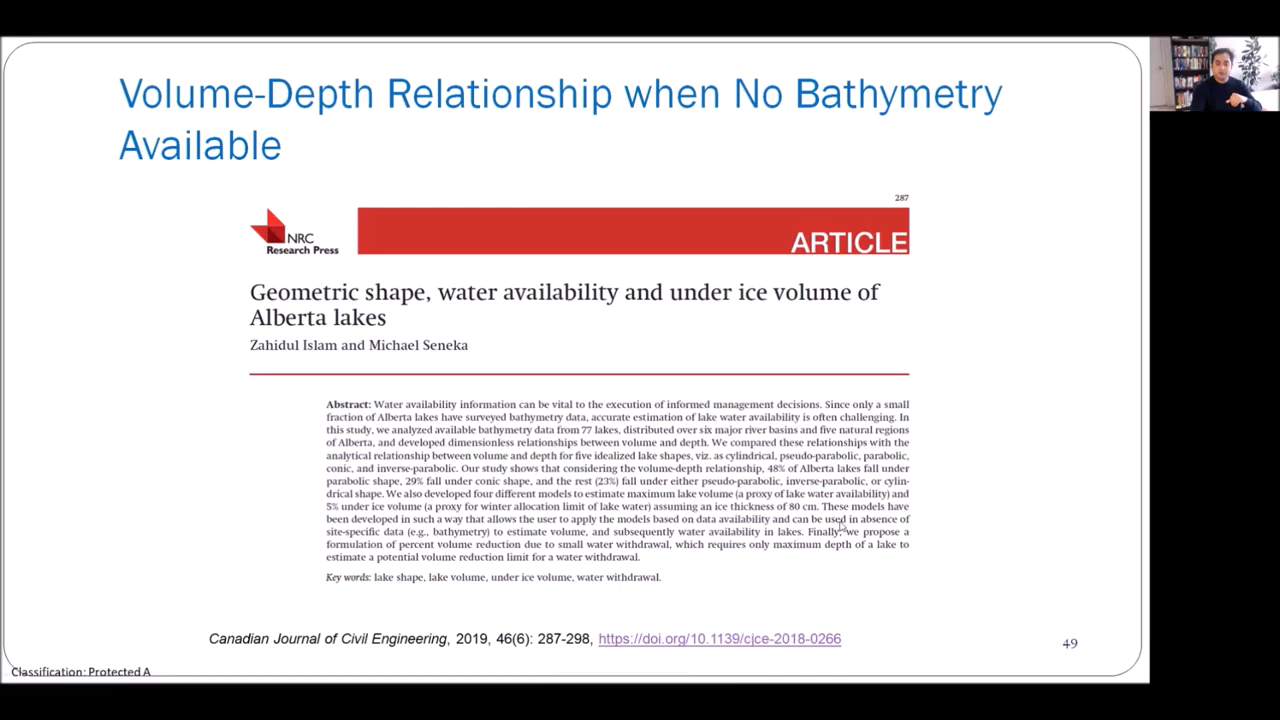 Volume-Depth Relationship when No Bathymetry
Available
287
NRC
Research Press
ARTICLE
Geometric shape, water availability and under ice volume of
Alberta lakes
Zahidul Islam and Michael Seneka
Abstract: Water availability information can be vital to the execution of informed management decisions. Since only a small
fraction of Alberta lakes have surveyed bathymetry data, accurate estimation of lake water availability is often challenging. In
this study, we analyzed available bathymetry data from 77 lakes, distributed over six major river basins and five natural regions
of Alberta, and developed dimensionless relationships between volume and depth. We compared these relationships with the
analytical relationship between volume and depth for five idealized lake shapes, viz. as cylindrical, pseudo-parabolic, parabolic,
conic, and inverse-parabolic. Our study shows that considering the volume-depth relationship, 48% of Alberta lakes fall under
parabolic shape, 29% fall under conic shape, and the rest (23%) fall under either pseudo-parabolic, inverse-parabolic, or cylin-
drical shape. We also developed four different models to estimate maximum lake volume (a proxy of lake water availability) and
5% under ice volume (a proxy for winter allocation limit of lake water) assuming an ice thickness of 80 cm. These models have
been developed in such a way that allows the user to apply the models based on data availability and can be used in absence of
site-specific data (e.g., bathymetry) to estimate volume, and subsequently water availability in lakes. Finally, we propose a
formulation of percent volume reduction due to small water withdrawal, which requires only maximum depth of a lake to
estimate a potential volume reduction limit for a water withdrawal.
Key words: lake shape, lake volume, under ice volume, water withdrawal.
Canadian Journal of Civil Engineering, 2019, 46(6): 287-298, https://doi.org/10.1139/cjce-2018-0266
49
Classification: Protected A